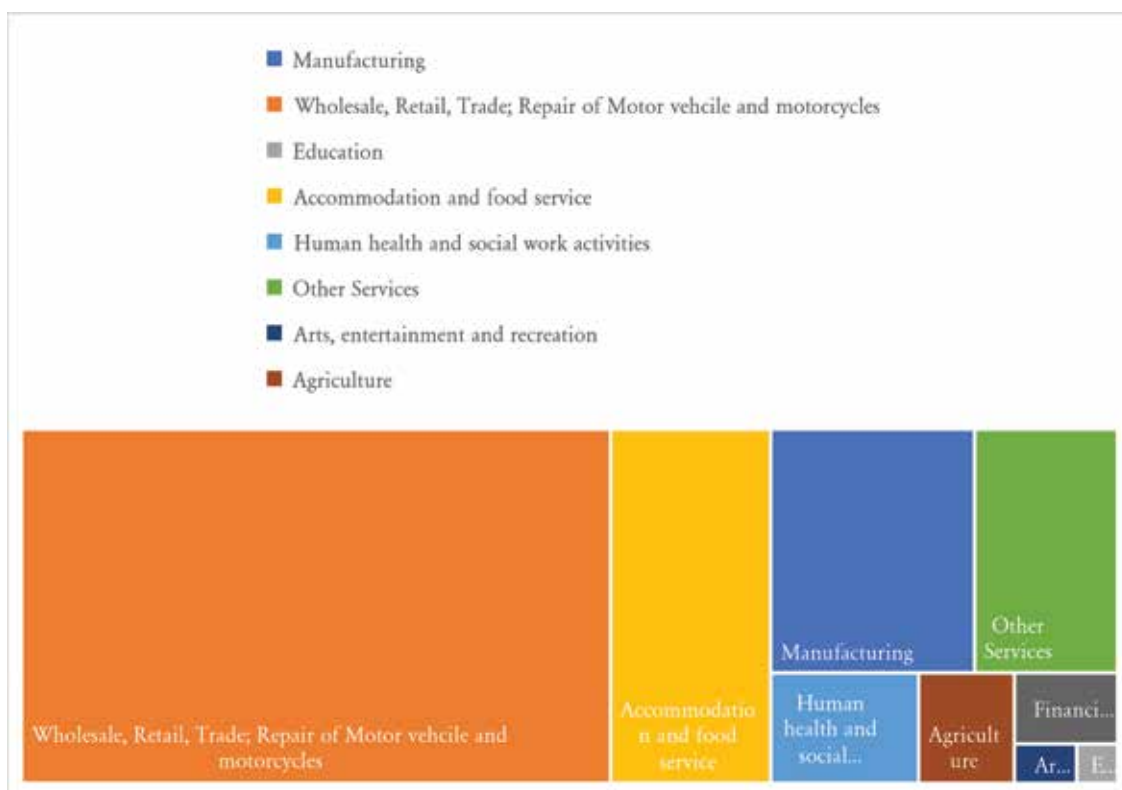 Manufacturing
Wholesale, Retail, Trade; Repair of Motor vehcile and motorcycles
Education
Accommodation and food service
Human health and social work activities
Other Services
Arts, entertainment and recreation
Agriculture
Wholesale, Retail, Trade; Repair of Motor vehcile and
motorcycles
Accommodatio
n and food
service
Manufacturing
Other
Services
Human
health and
social...
Agricult
ure
Financi...
Ar...
E...